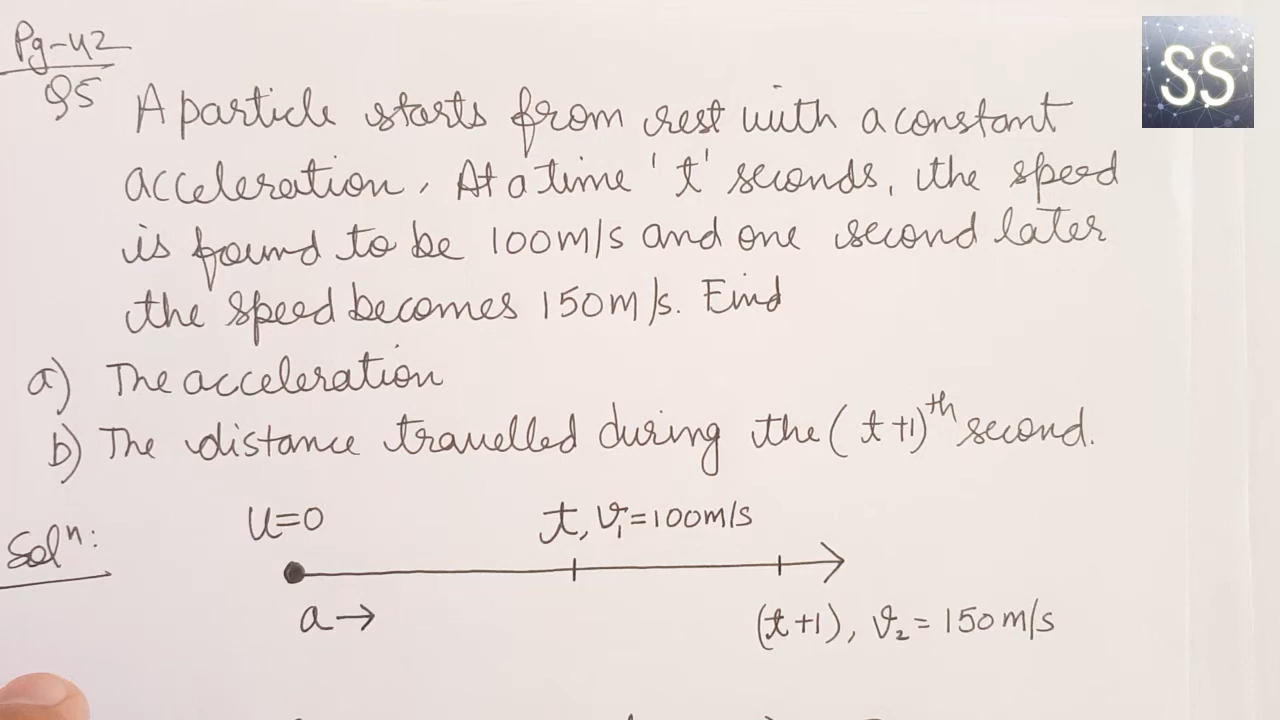 Pg-42
Q5
SS
A particle starts from rest with a constant
acceleration. At a time 't' seconds, the speed
is found to be 100m/s and one second later
the speed becomes 150m/s. Find
a) The acceleration
b) The distance travelled during the (t+1)th second.
Solⁿ:
u=0
t, v₁=100m/s
a→
(t+1), v₂=150m/s